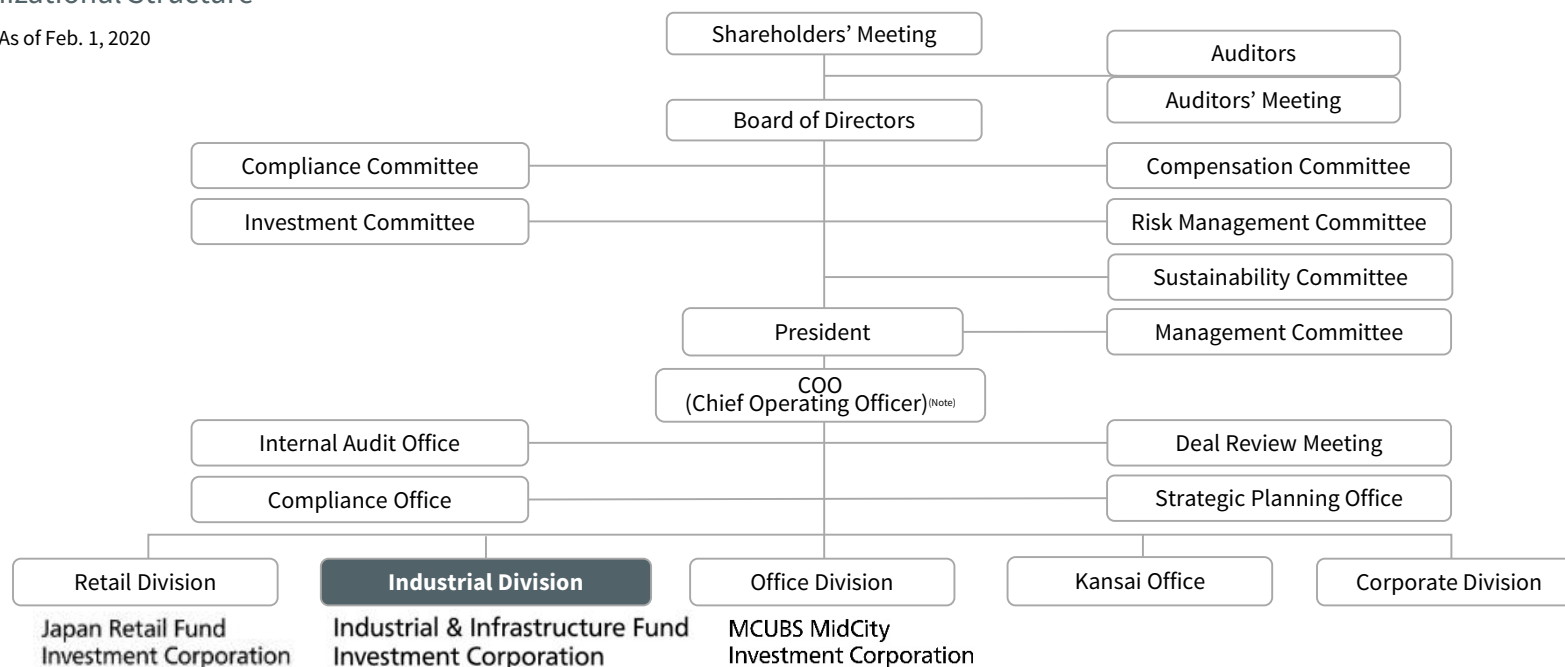 Structure
As of Feb. 1, 2020
Shareholders’ Meeting
Auditors
Auditors’ Meeting
Board of Directors
Compliance Committee
Compensation Committee
Investment Committee
Risk Management Committee
Sustainability Committee
President
Management Committee
COO
(Chief Operating Officer)(Note)
Internal Audit Office
Deal Review Meeting
Compliance Office
Strategic Planning Office
Retail Division
Industrial Division
Office Division
Kansai Office
Corporate Division
Japan Retail Fund
Investment Corporation
Industrial & Infrastructure Fund
Investment Corporation
MCUBS MidCity
Investment Corporation